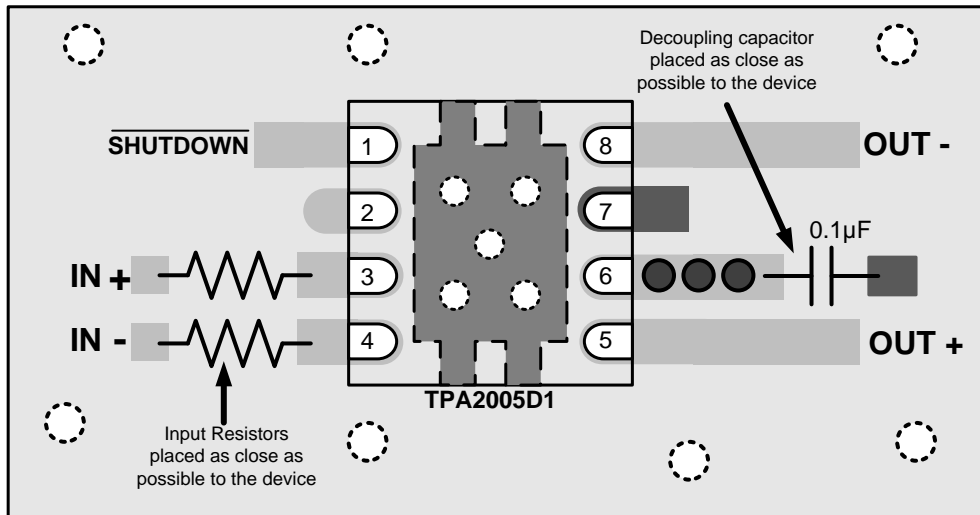 Decoupling capacitor
placed as close as
possible to the device
SHUTDOWN
1
8
OUT -
2
7
0.1µF
IN +
3
6
IN -
4
5
OUT +
TPA2005D1
Input Resistors
placed as close as
possible to the device